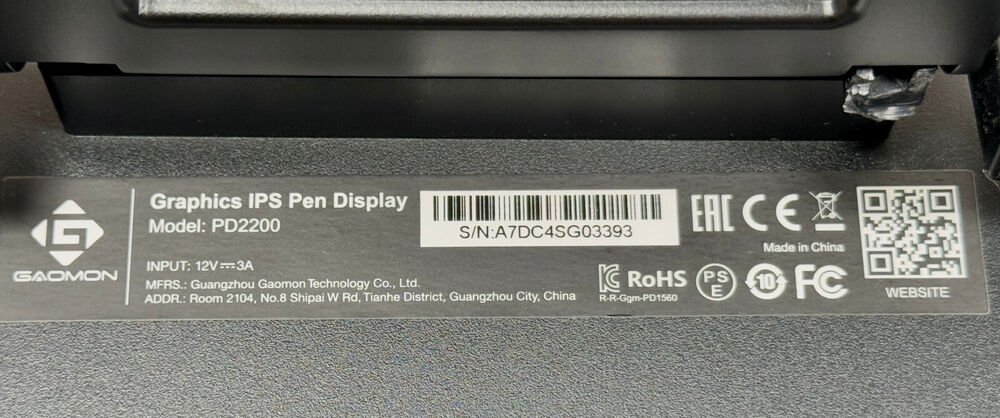 Graphics IPS Pen Display
Model: PD2200
S/N:A7DC4SG03393
EAC CE
Made in China
GAOMON
INPUT: 12V⎓3A
MFRS.: Guangzhou Gaomon Technology Co., Ltd.
ADDR.: Room 2104, No.8 Shipai W Rd, Tianhe District, Guangzhou City, China
RoHS
R-R-Ggm-PD1560
PS
E
10
FC
WEBSITE